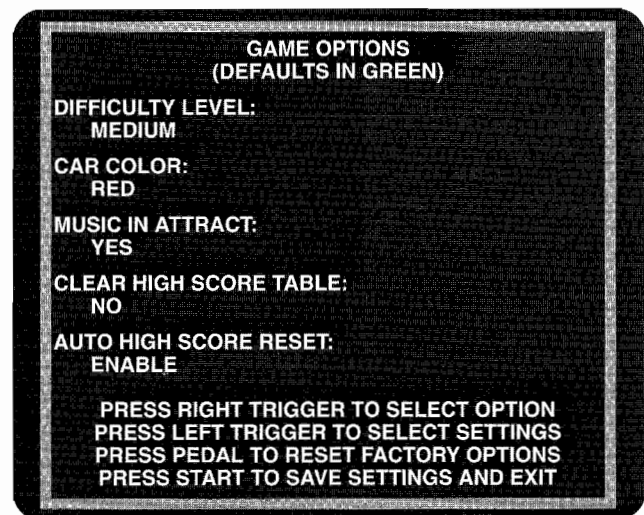 GAME OPTIONS
(DEFAULTS IN GREEN)
DIFFICULTY LEVEL:
MEDIUM
CAR COLOR:
RED
MUSIC IN ATTRACT:
YES
CLEAR HIGH SCORE TABLE:
NO
AUTO HIGH SCORE RESET:
ENABLE
PRESS RIGHT TRIGGER TO SELECT OPTION
PRESS LEFT TRIGGER TO SELECT SETTINGS
PRESS PEDAL TO RESET FACTORY OPTIONS
PRESS START TO SAVE SETTINGS AND EXIT